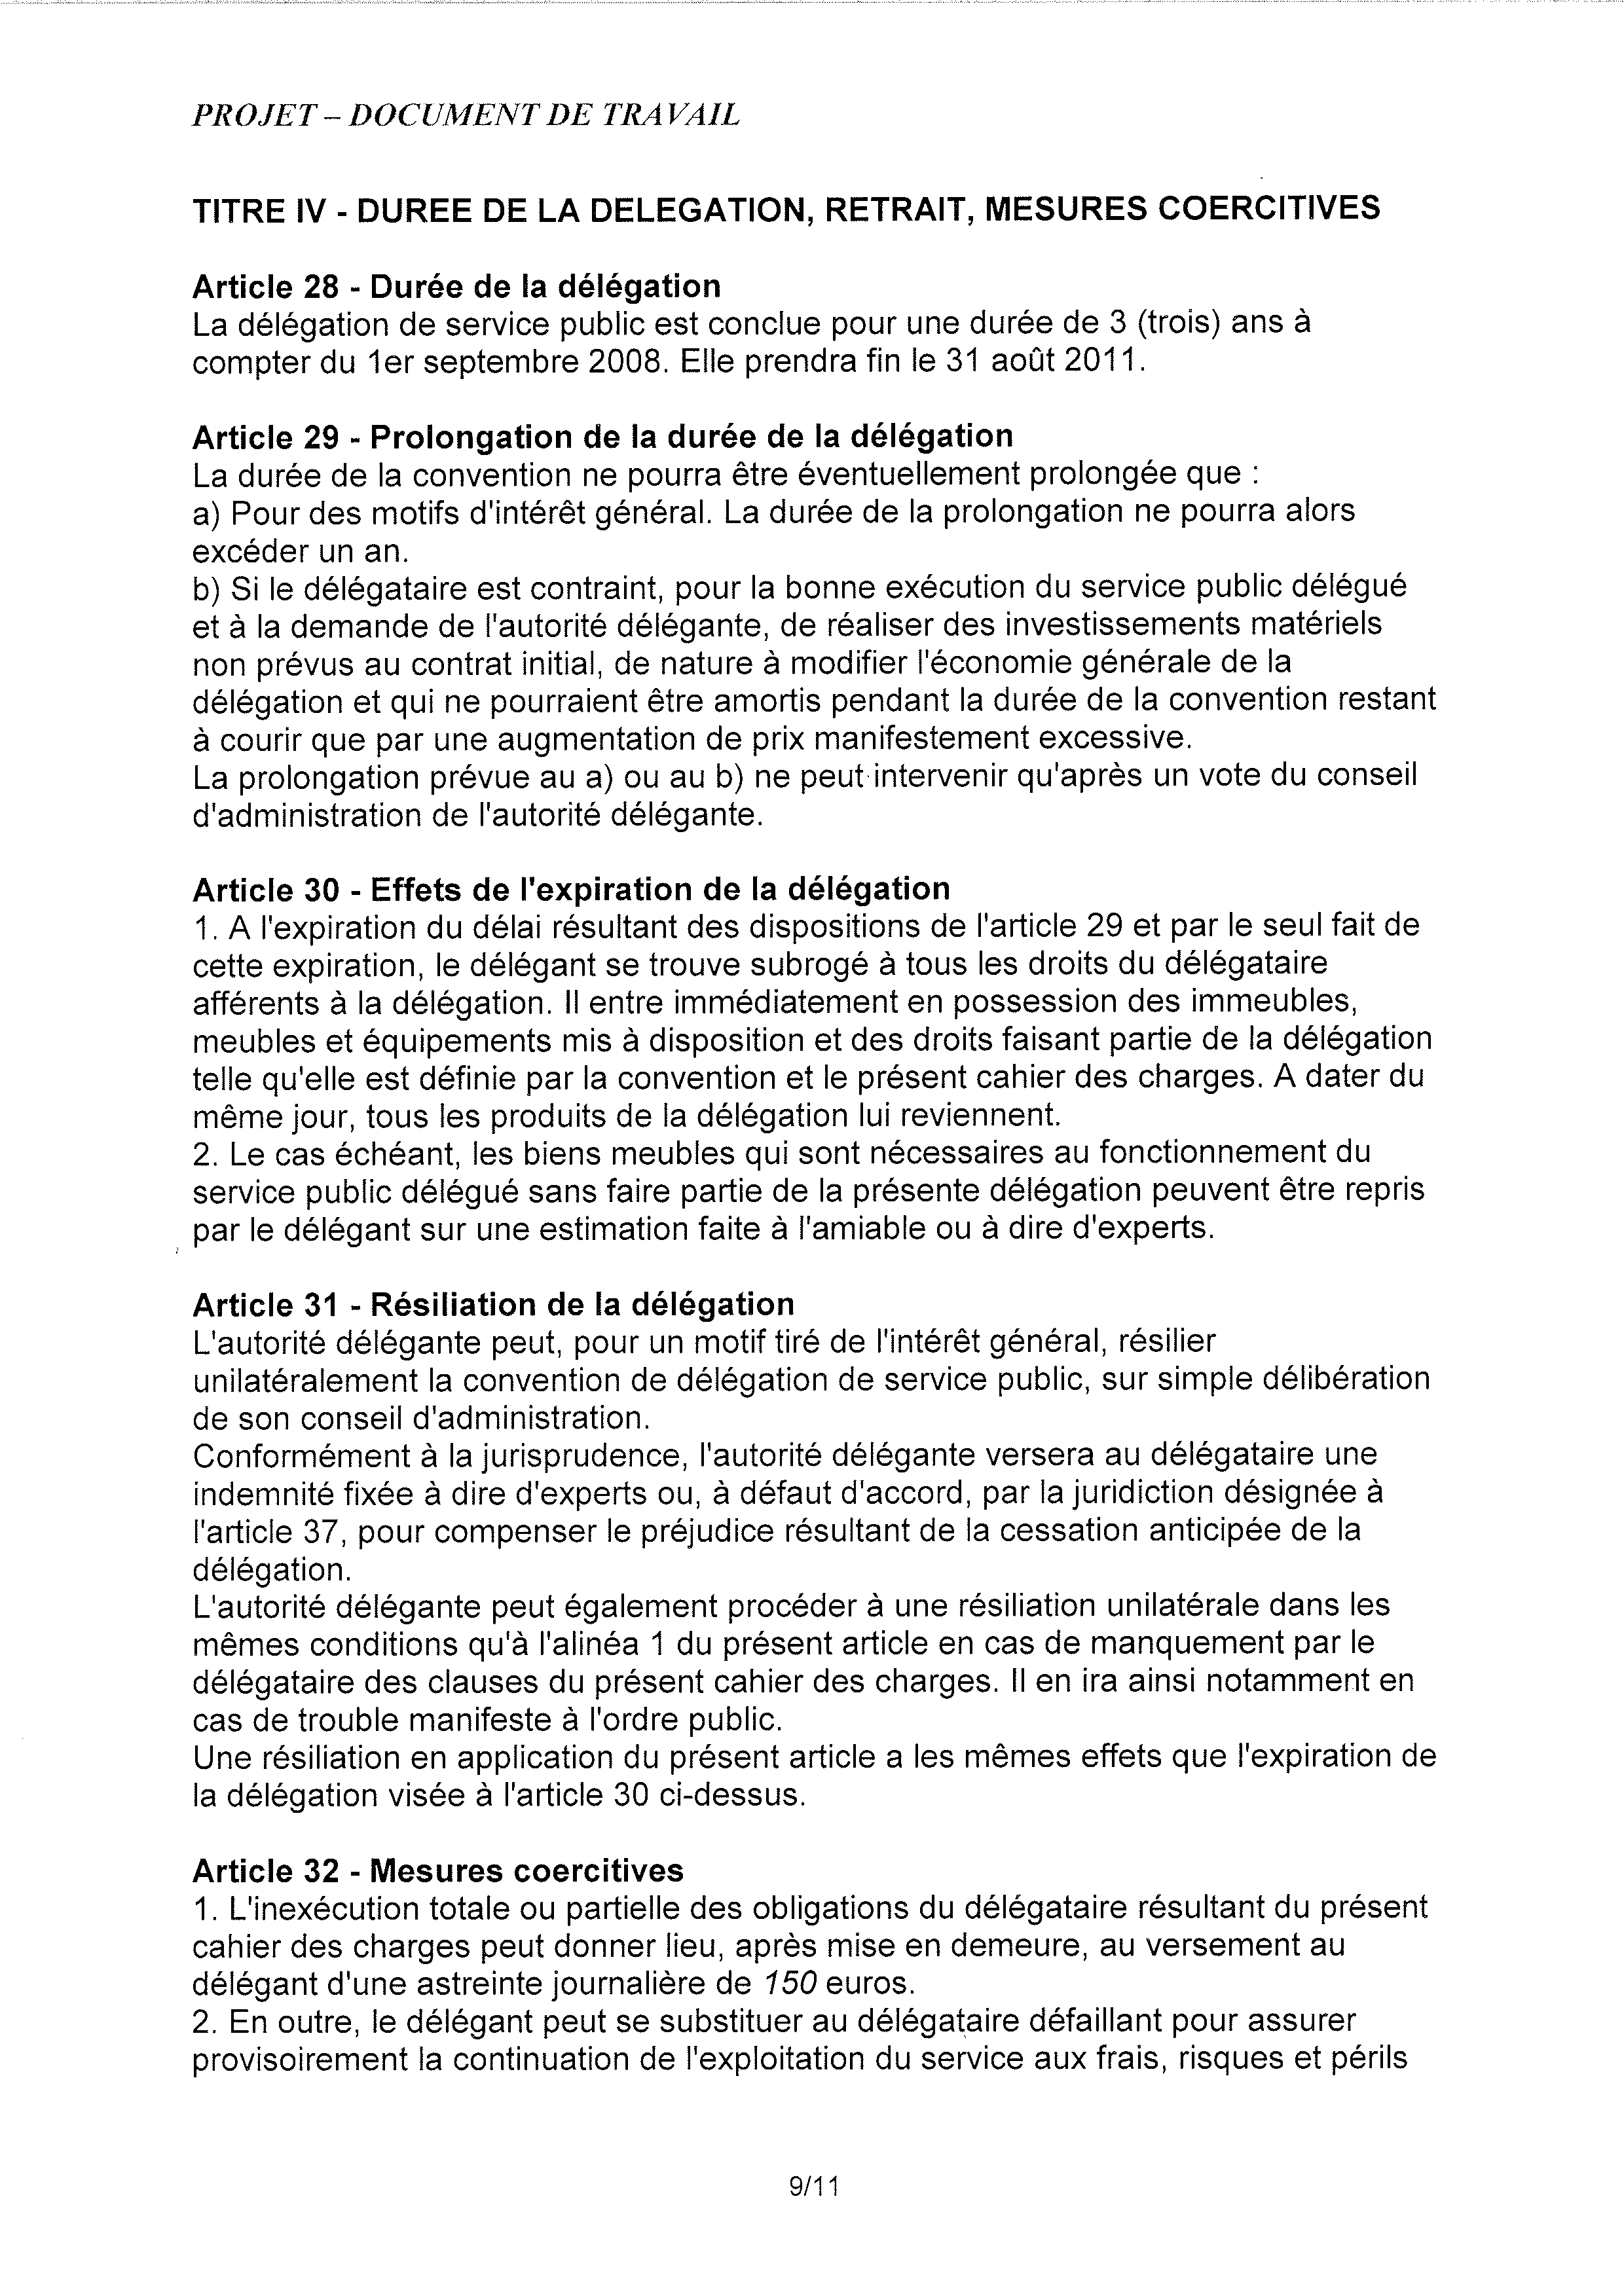 PROJET – DOCUMENT DE TRAVAIL
TITRE IV - DUREE DE LA DELEGATION, RETRAIT, MESURES COERCITIVES
Article 28 - Durée de la délégation
La délégation de service public est conclue pour une durée de 3 (trois) ans à
compter du 1er septembre 2008. Elle prendra fin le 31 août 2011.
Article 29 - Prolongation de la durée de la délégation
La durée de la convention ne pourra être éventuellement prolongée que :
a) Pour des motifs d'intérêt général. La durée de la prolongation ne pourra alors
excéder un an.
b) Si le délégataire est contraint, pour la bonne exécution du service public délégué
et à la demande de l'autorité délégante, de réaliser des investissements matériels
non prévus au contrat initial, de nature à modifier l'économie générale de la
délégation et qui ne pourraient être amortis pendant la durée de la convention restant
à courir que par une augmentation de prix manifestement excessive.
La prolongation prévue au a) ou au b) ne peut intervenir qu'après un vote du conseil
d'administration de l'autorité délégante.
Article 30 - Effets de l'expiration de la délégation
1. A l'expiration du délai résultant des dispositions de l'article 29 et par le seul fait de
cette expiration, le délégant se trouve subrogé à tous les droits du délégataire
afférents à la délégation. Il entre immédiatement en possession des immeubles,
meubles et équipements mis à disposition et des droits faisant partie de la délégation
telle qu'elle est définie par la convention et le présent cahier des charges. A dater du
même jour, tous les produits de la délégation lui reviennent.
2. Le cas échéant, les biens meubles qui sont nécessaires au fonctionnement du
service public délégué sans faire partie de la présente délégation peuvent être repris
par le délégant sur une estimation faite à l'amiable ou à dire d'experts.
Article 31 - Résiliation de la délégation
L'autorité délégante peut, pour un motif tiré de l'intérêt général, résilier
unilatéralement la convention de délégation de service public, sur simple délibération
de son conseil d'administration.
Conformément à la jurisprudence, l'autorité délégante versera au délégataire une
indemnité fixée à dire d'experts ou, à défaut d'accord, par la juridiction désignée à
l'article 37, pour compenser le préjudice résultant de la cessation anticipée de la
délégation.
L'autorité délégante peut également procéder à une résiliation unilatérale dans les
mêmes conditions qu'à l'alinéa 1 du présent article en cas de manquement par le
délégataire des clauses du présent cahier des charges. Il en ira ainsi notamment en
cas de trouble manifeste à l'ordre public.
Une résiliation en application du présent article a les mêmes effets que l'expiration de
la délégation visée à l'article 30 ci-dessus.
Article 32 - Mesures coercitives
1. L'inexécution totale ou partielle des obligations du délégataire résultant du présent
cahier des charges peut donner lieu, après mise en demeure, au versement au
délégant d'une astreinte journalière de 150 euros.
2. En outre, le délégant peut se substituer au délégataire défaillant pour assurer
provisoirement la continuation de l'exploitation du service aux frais, risques et périls
9/11